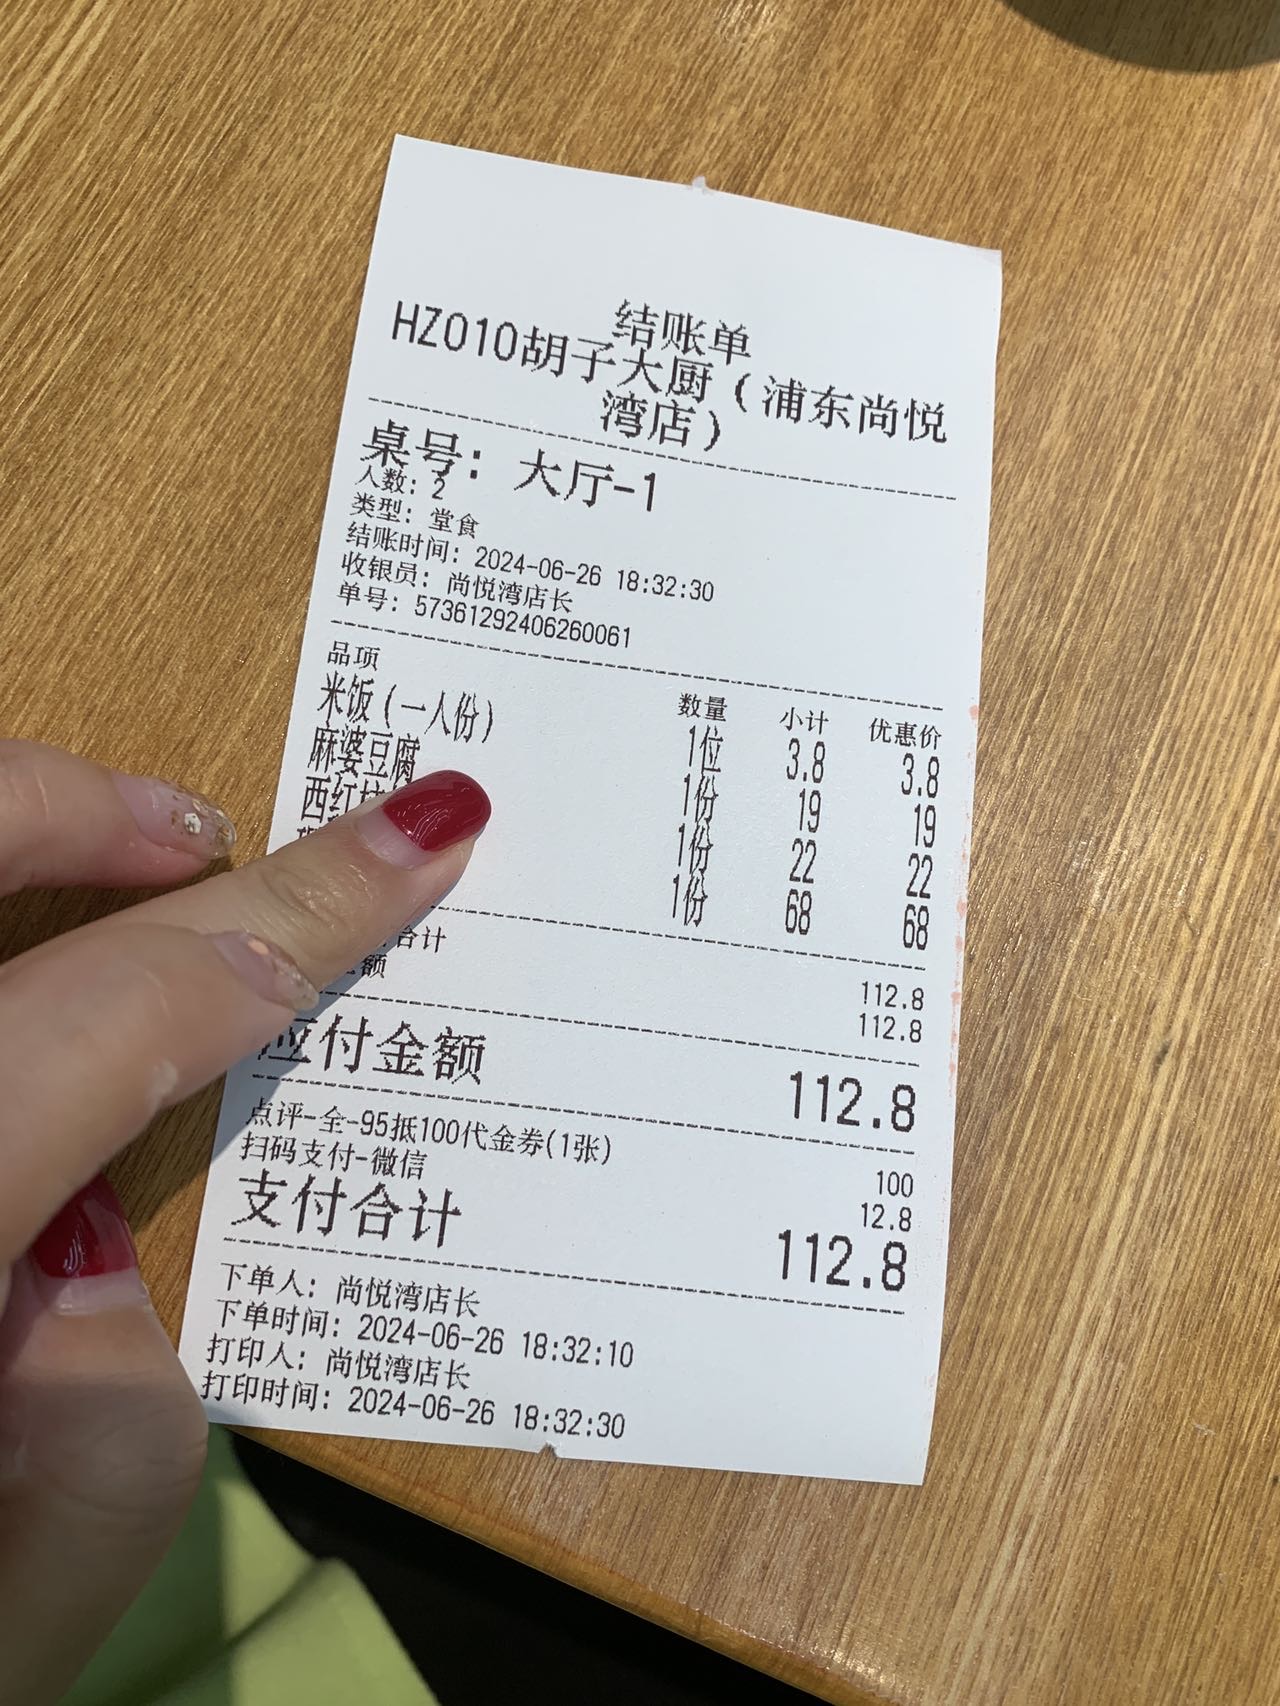 结账单
HZ010胡子大厨（浦东尚悦
湾店）
桌号：大厅-1
人数：2
类型：堂食
结账时间：2024-06-26 18:32:30
收银员：尚悦湾店长
单号：57361292406260061
品项 数量 小计 优惠价
米饭（一人份） 1位 3.8 3.8
麻婆豆腐 1份 19 19
西红 1份 22 22
1份 68 68
合计 112.8
额 112.8
应付金额 112.8
点评-全-95抵100代金券(1张) 100
扫码支付-微信 12.8
支付合计 112.8
下单人：尚悦湾店长
下单时间：2024-06-26 18:32:10
打印人：尚悦湾店长
打印时间：2024-06-26 18:32:30